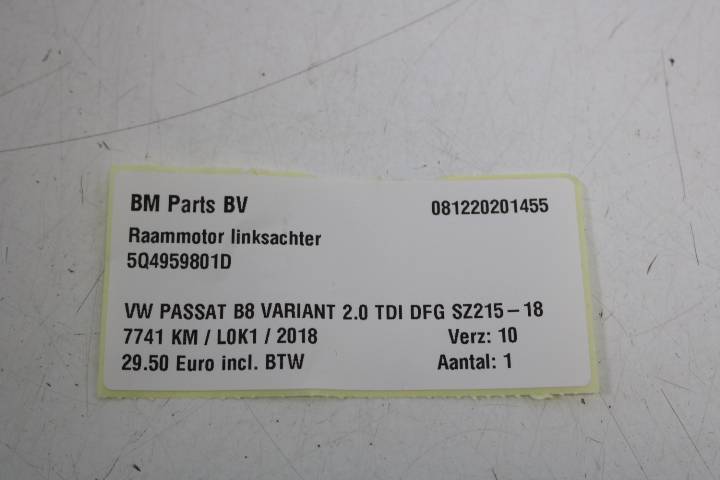 BM Parts BV 081220201455
Raammotor linksachter
5Q4959801D
VW PASSAT B8 VARIANT 2.0 TDI DFG SZ215-18
7741 KM / L0K1 / 2018 Verz: 10
29.50 Euro incl. BTW Aantal: 1